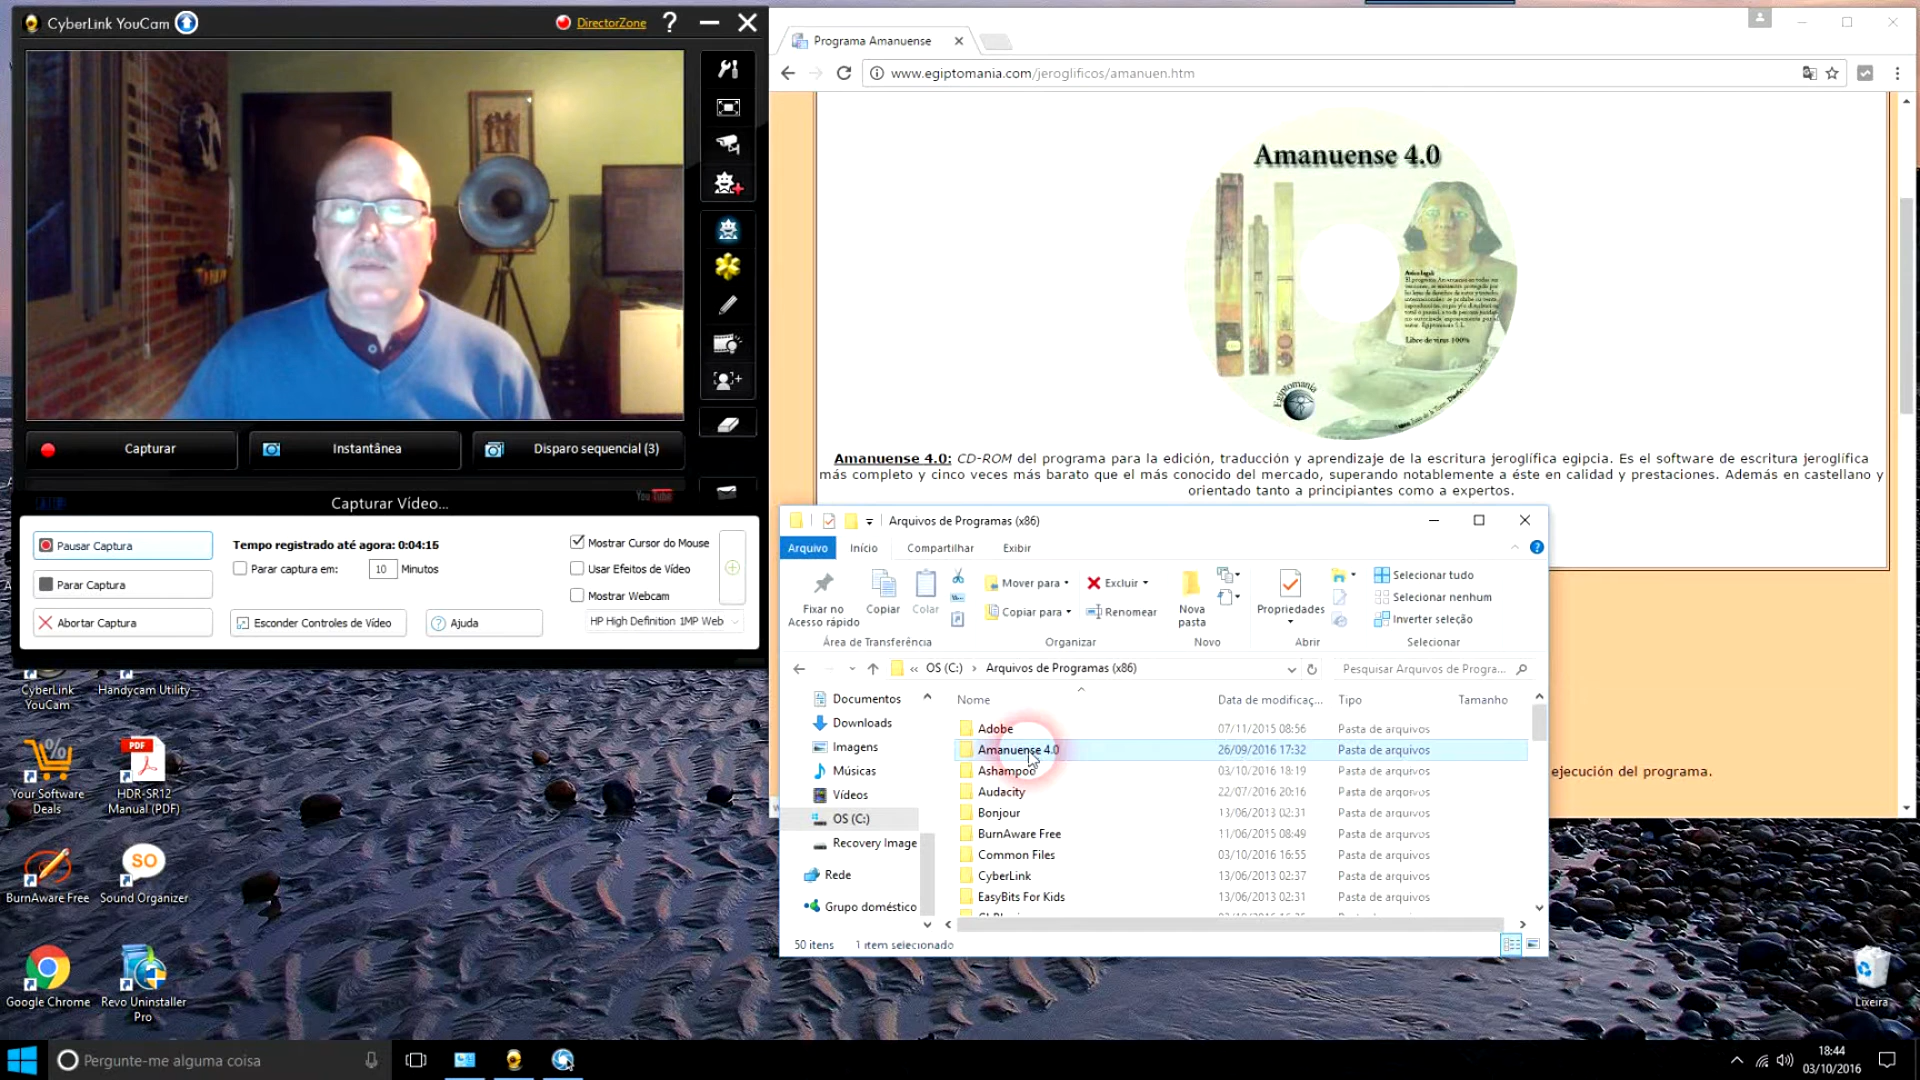 CyberLink YouCam
DirectorZone
?
Capturar
Instantânea
Disparo sequencial (3)
Capturar Vídeo...
You Tube
Pausar Captura
Parar Captura
Abortar Captura
Tempo registrado até agora: 0:04:15
Parar captura em:
10
Minutos
Esconder Controles de Vídeo
Ajuda
Mostrar Cursor do Mouse
Usar Efeitos de Vídeo
Mostrar Webcam
HP High Definition 1MP Web
Programa Amanuense
www.egiptomania.com/jeroglificos/amanuen.htm
Amanuense 4.0
Aviso legal:
Libre de virus 100%
Egiptomanía
Amanuense 4.0: CD-ROM del programa para la edición, traducción y aprendizaje de la escritura jeroglífica egipcia. Es el software de escritura jeroglífica
más completo y cinco veces más barato que el más conocido del mercado, superando notablemente a éste en calidad y prestaciones. Además en castellano y
orientado tanto a principiantes como a expertos.
ejecución del programa.
Arquivos de Programas (x86)
Arquivo
Início
Compartilhar
Exibir
Fixar no
Acesso rápido
Copiar
Colar
Área de Transferência
Mover para
Copiar para
Excluir
Renomear
Organizar
Nova
pasta
Novo
Propriedades
Abrir
Selecionar tudo
Selecionar nenhum
Inverter seleção
Selecionar
« OS (C:) > Arquivos de Programas (x86)
Pesquisar Arquivos de Progra...
Documentos
Downloads
Imagens
Músicas
Vídeos
OS (C:)
Recovery Image
Rede
Grupo doméstico
Nome
Data de modificaç...
Tipo
Tamanho
Adobe 07/11/2015 08:56 Pasta de arquivos
Amanuense 4.0 26/09/2016 17:32 Pasta de arquivos
Ashampoo 03/10/2016 18:19 Pasta de arquivos
Audacity 22/07/2016 20:16 Pasta de arquivos
Bonjour 13/06/2013 02:31 Pasta de arquivos
BurnAware Free 11/06/2015 08:49 Pasta de arquivos
Common Files 03/10/2016 16:55 Pasta de arquivos
CyberLink 13/06/2013 02:37 Pasta de arquivos
EasyBits For Kids 13/06/2013 02:31 Pasta de arquivos
50 itens
1 item selecionado
CyberLink
YouCam
Handycam Utility
Your Software
Deals
PDF
HDR-SR12
Manual (PDF)
BurnAware Free
SO
Sound Organizer
Google Chrome
Revo Uninstaller
Pro
Lixeira
Pergunte-me alguma coisa
18:44
03/10/2016